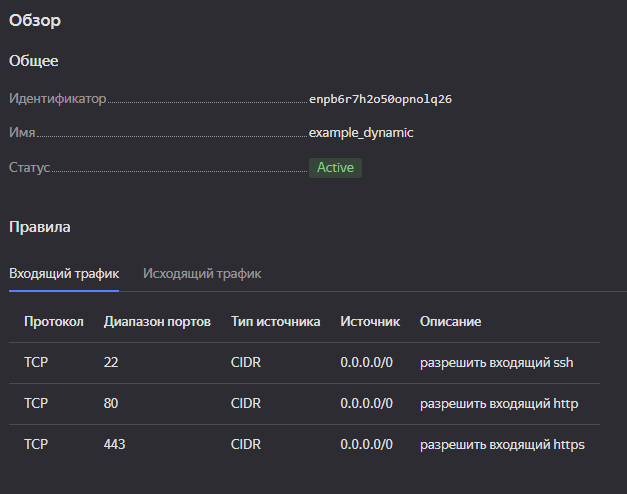 Обзор
Общее
Идентификатор enpb6r7h2o50opnolq26
Имя example_dynamic
Статус Active
Правила
Входящий трафик Исходящий трафик
Протокол Диапазон портов Тип источника Источник Описание
TCP 22 CIDR 0.0.0.0/0 разрешить входящий ssh
TCP 80 CIDR 0.0.0.0/0 разрешить входящий http
TCP 443 CIDR 0.0.0.0/0 разрешить входящий https